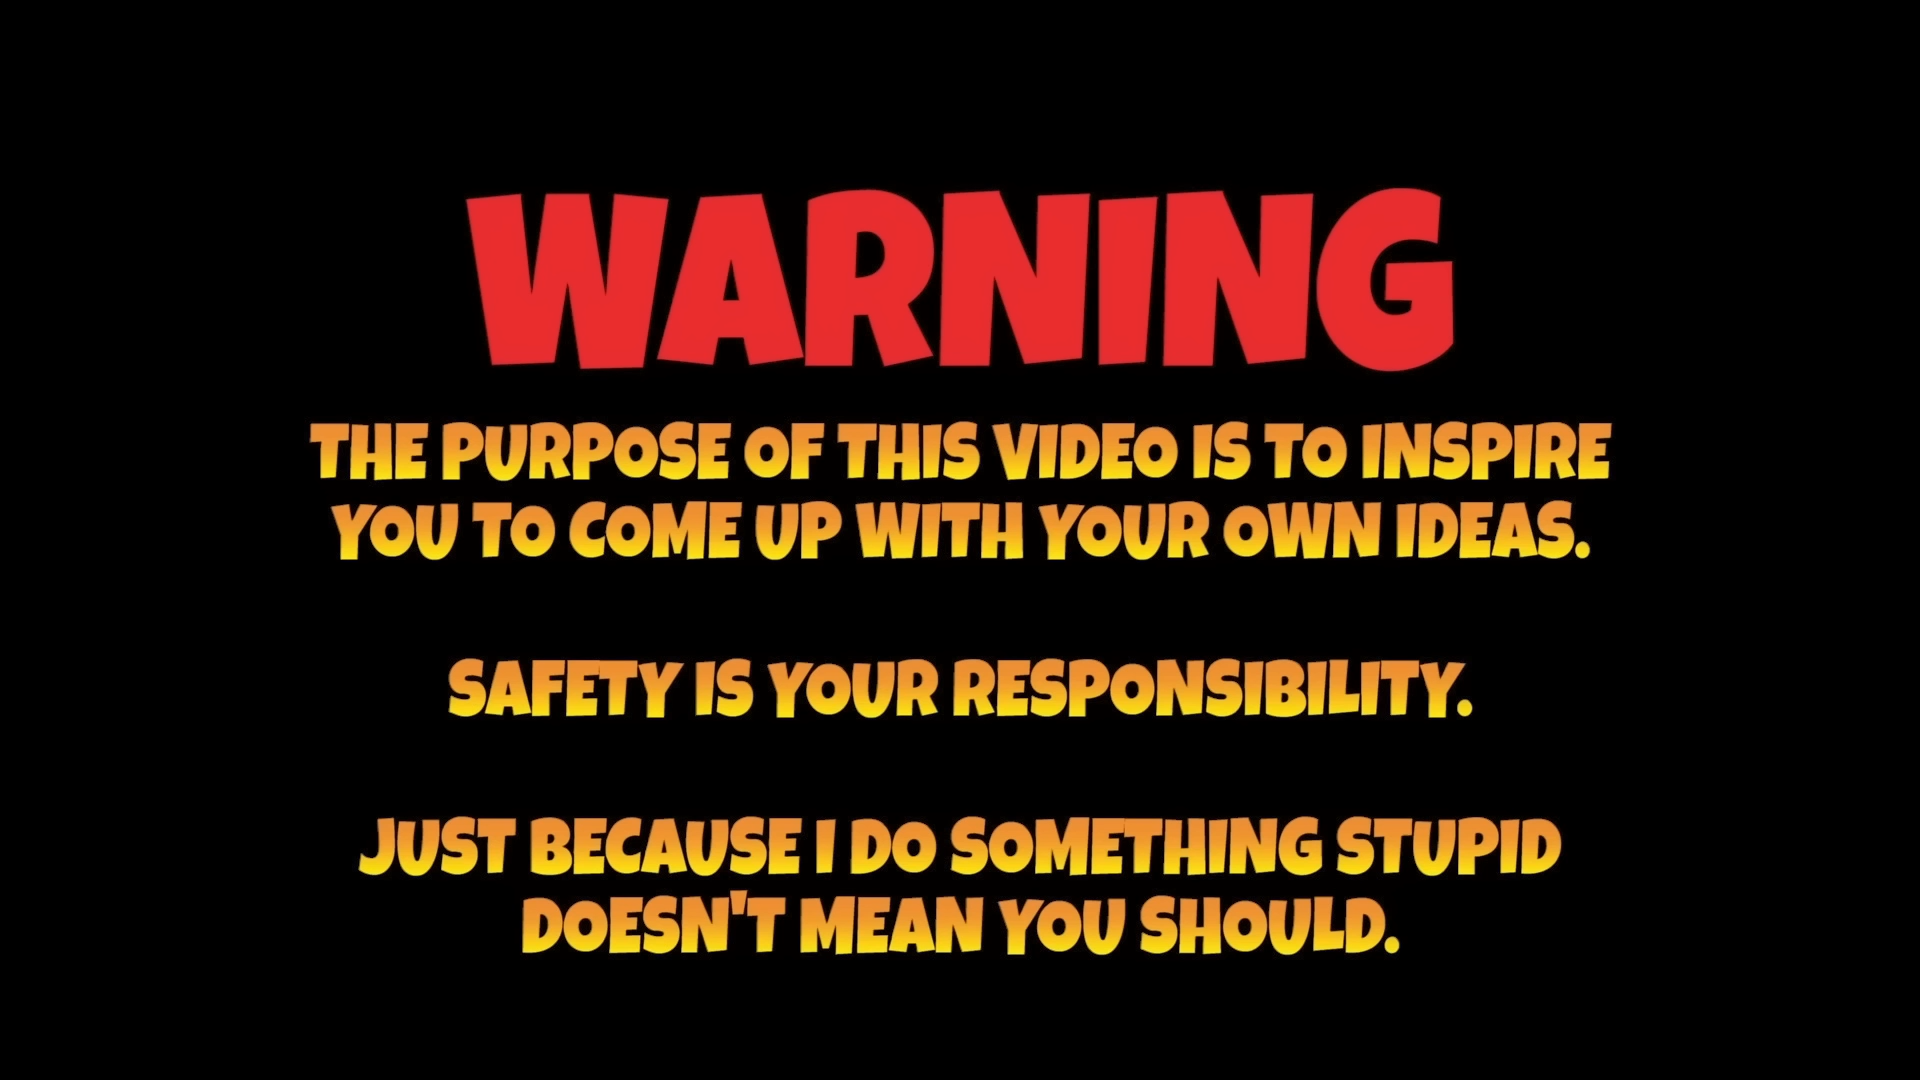 WARNING
THE PURPOSE OF THIS VIDEO IS TO INSPIRE
YOU TO COME UP WITH YOUR OWN IDEAS.
SAFETY IS YOUR RESPONSIBILITY.
JUST BECAUSE I DO SOMETHING STUPID
DOESN'T MEAN YOU SHOULD.